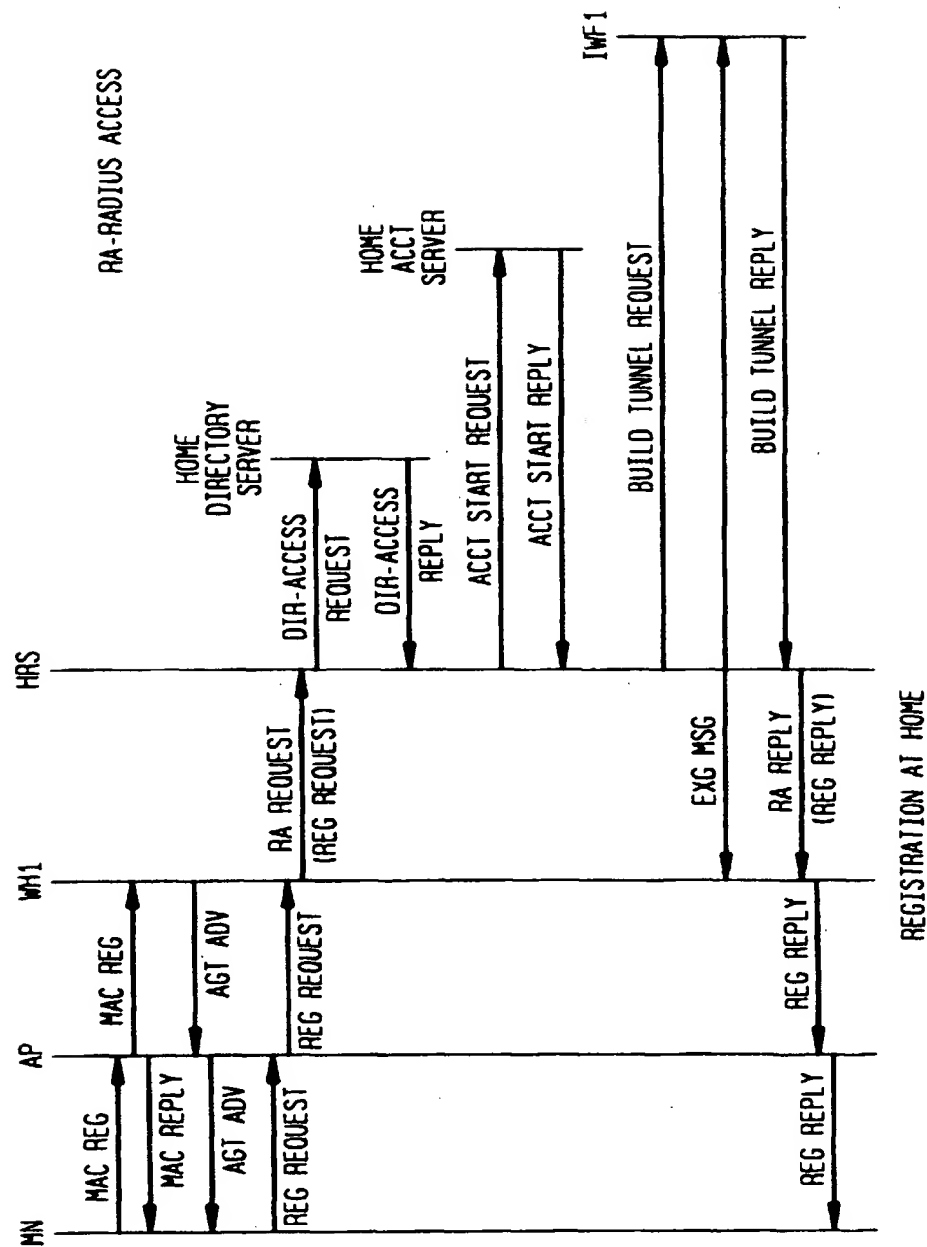 RA-RADIUS ACCESS
MN
AP
WH1
HRS
HOME
DIRECTORY
SERVER
HOME
ACCT
SERVER
IWF1
MAC REG
MAC REG
MAC REPLY
AGT ADV
AGT ADV
REG REQUEST
REG REQUEST
RA REQUEST
(REG REQUEST)
DIR-ACCESS
REQUEST
DIR-ACCESS
REPLY
ACCT START REQUEST
ACCT START REPLY
BUILD TUNNEL REQUEST
EXG MSG
BUILD TUNNEL REPLY
RA REPLY
(REG REPLY)
REG REPLY
REG REPLY
REGISTRATION AT HOME